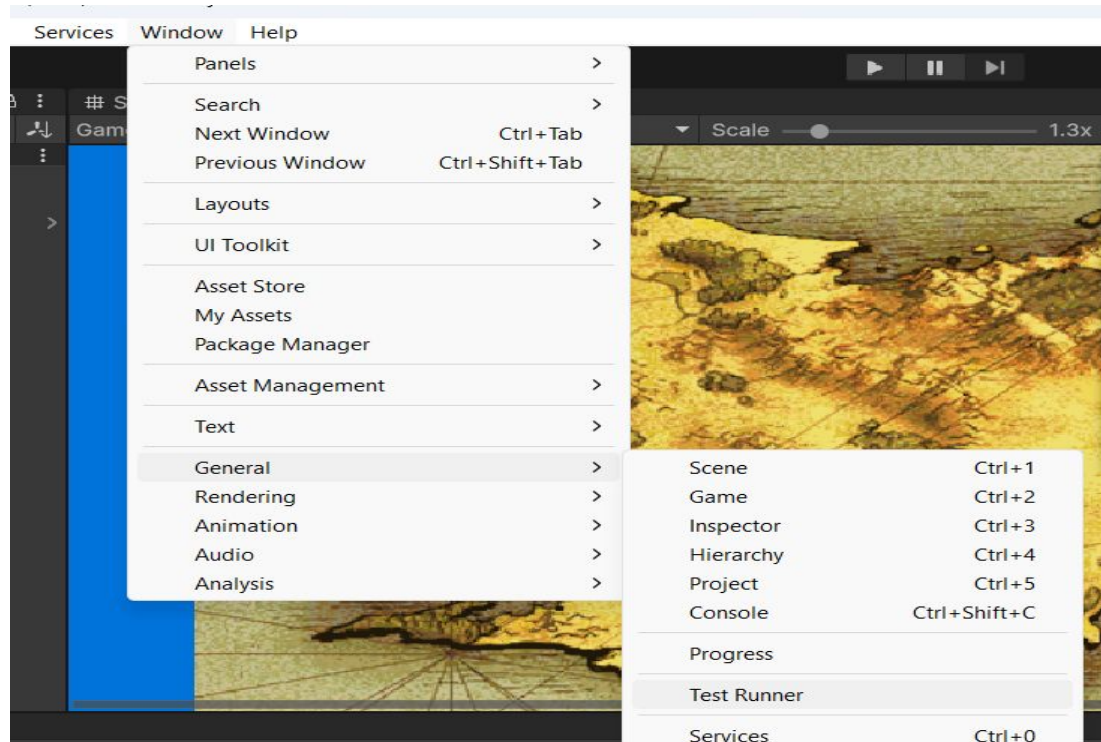 Services Window Help
Panels
Search
Next Window Ctrl+Tab
Previous Window Ctrl+Shift+Tab
Layouts
UI Toolkit
Asset Store
My Assets
Package Manager
Asset Management
Text
General
Rendering
Animation
Audio
Analysis
# S
Gam
Scale 1.3x
Scene Ctrl+1
Game Ctrl+2
Inspector Ctrl+3
Hierarchy Ctrl+4
Project Ctrl+5
Console Ctrl+Shift+C
Progress
Test Runner
Services Ctrl+0